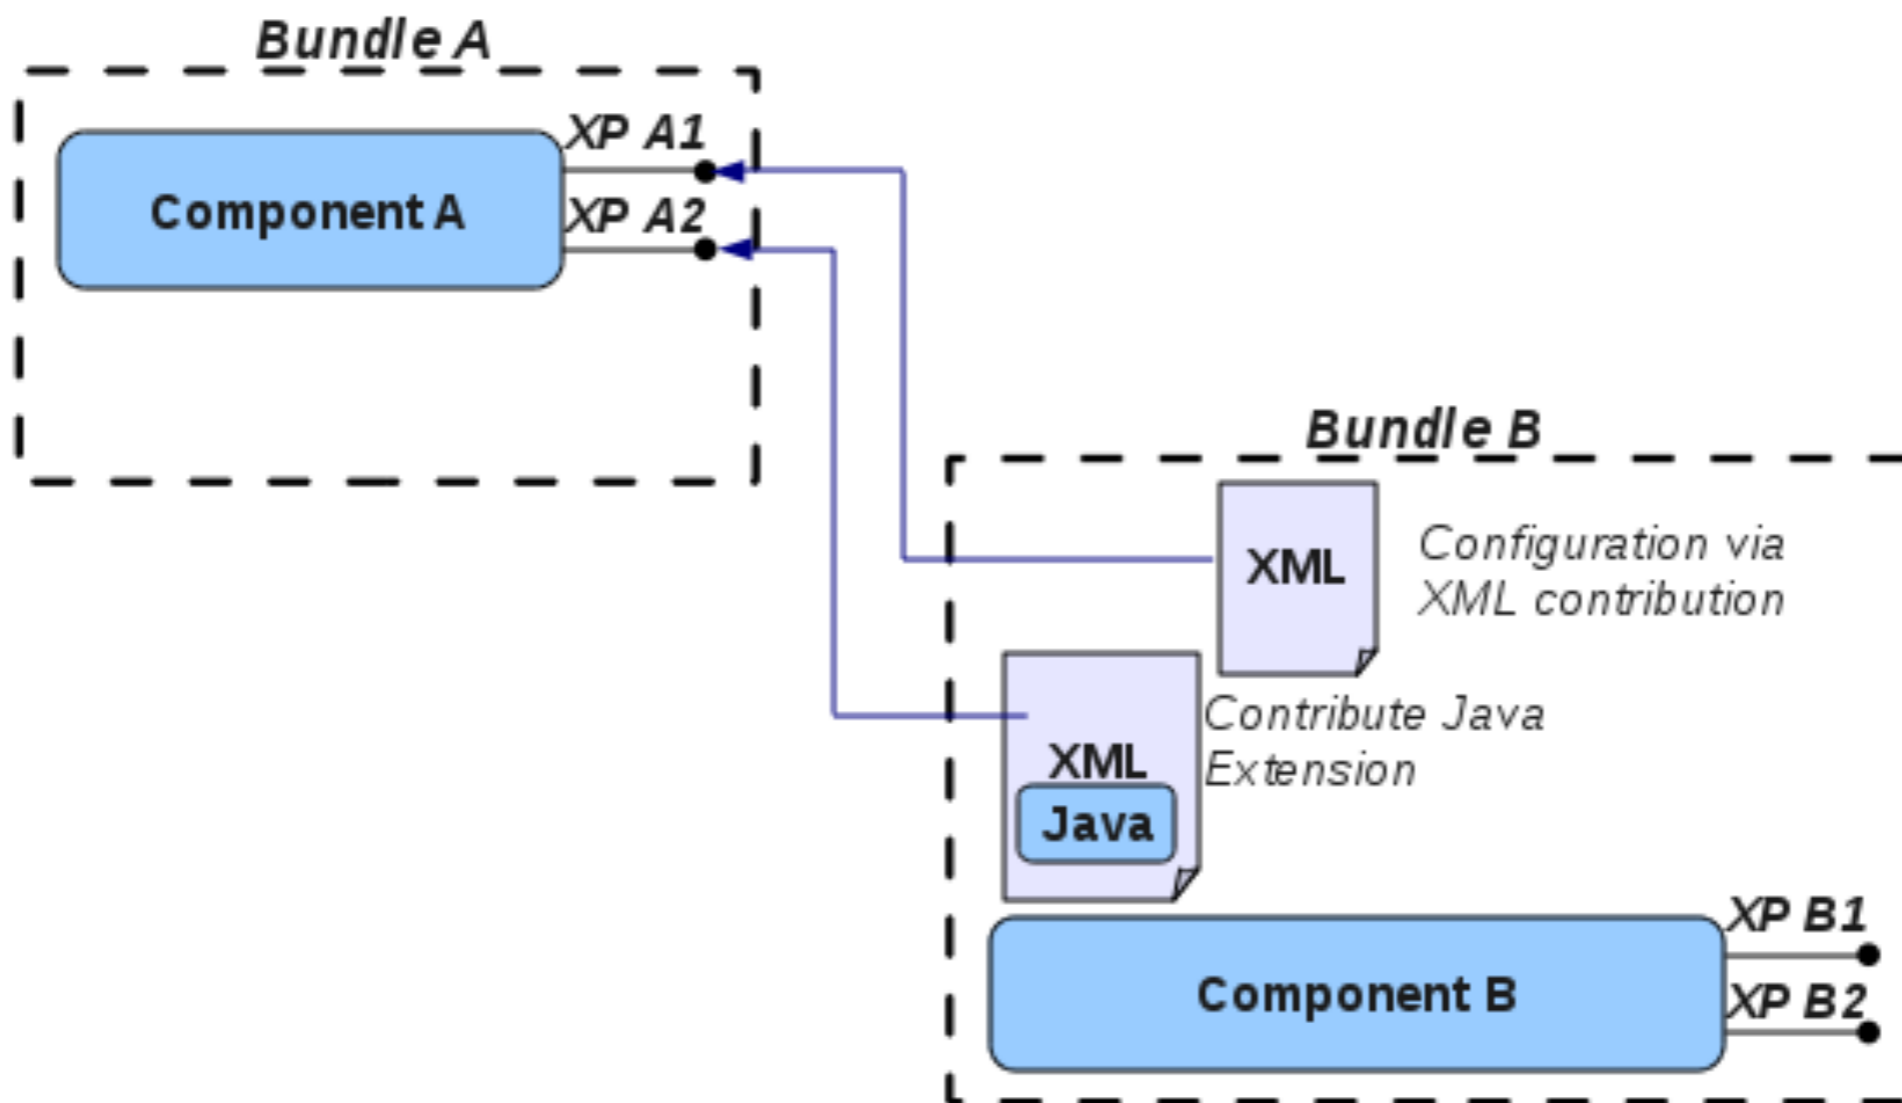 Bundle A
XP A1
Component A
XP A2
Bundle B
XML
Configuration via
XML contribution
Contribute Java
Extension
XML
Java
XP B1
Component B
XP B2